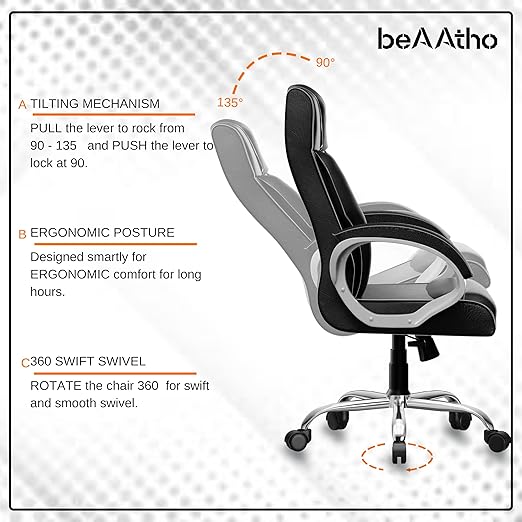 beAAtho
90°
135°
A TILTING MECHANISM
PULL the lever to rock from
90 - 135 and PUSH the lever to
lock at 90.
B ERGONOMIC POSTURE
Designed smartly for
ERGONOMIC comfort for long
hours.
C 360 SWIFT SWIVEL
ROTATE the chair 360 for swift
and smooth swivel.